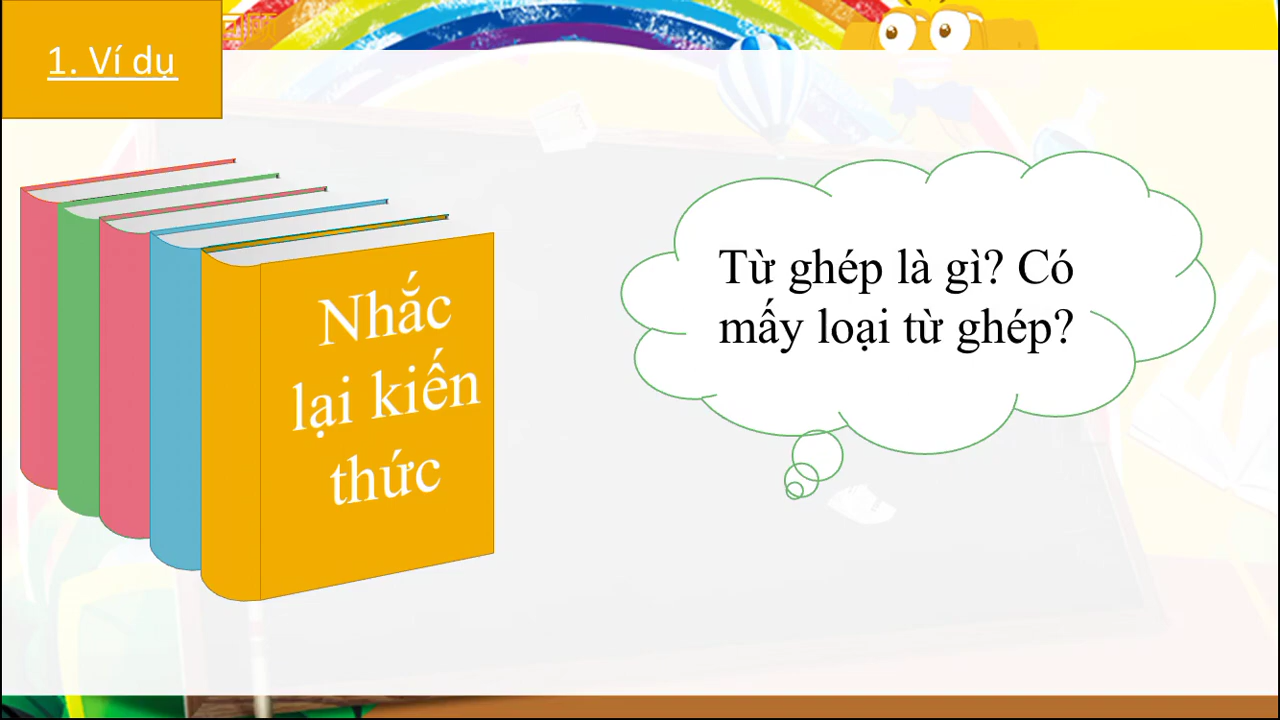 1. Ví dụ
Nhắc
lại kiến
thức
Từ ghép là gì? Có
mấy loại từ ghép?